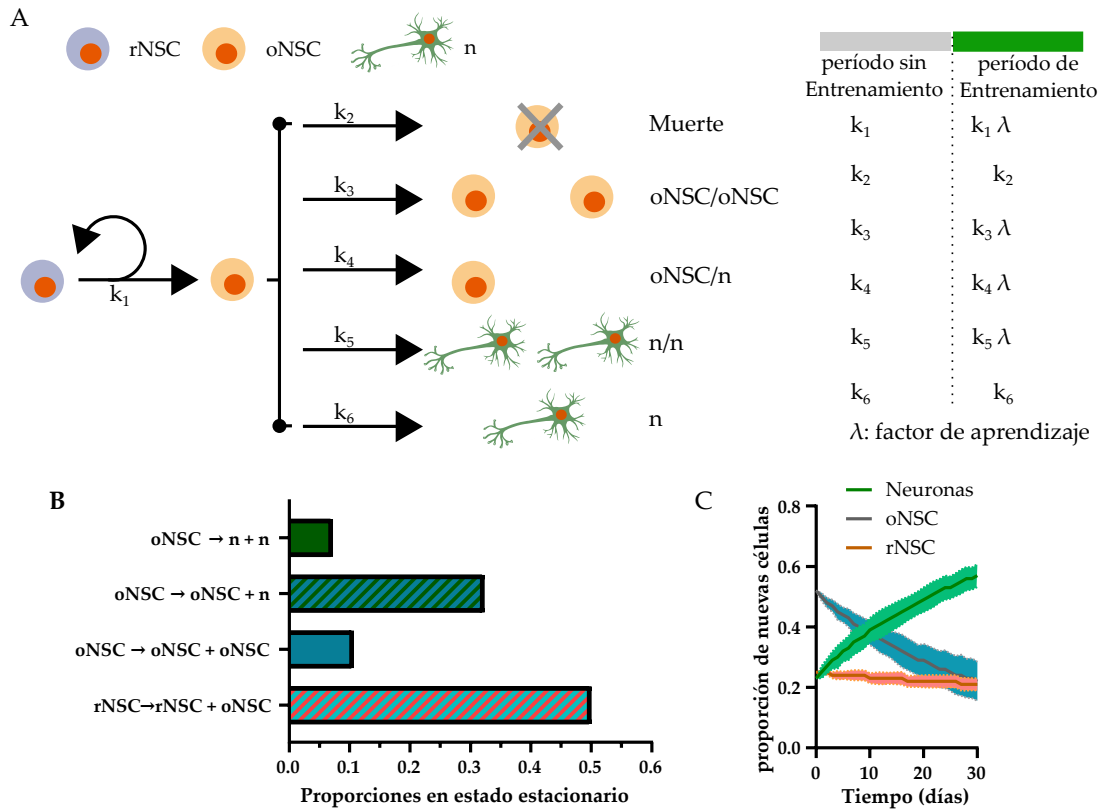 A
rNSC
oNSC
n
período sin
Entrenamiento
período de
Entrenamiento
k2
Muerte
k1
k1 λ
k3
oNSC/oNSC
k2
k2
k1
k4
oNSC/n
k3
k3 λ
k5
n/n
k4
k4 λ
k6
n
k5
k5 λ
k6
k6
λ: factor de aprendizaje
B
oNSC → n + n
oNSC → oNSC + n
oNSC → oNSC + oNSC
rNSC→rNSC + oNSC
0.0 0.1 0.2 0.3 0.4 0.5 0.6
Proporciones en estado estacionario
C
Neuronas
oNSC
rNSC
proporción de nuevas células
0.8
0.6
0.4
0.2
0.0
0 10 20 30
Tiempo (días)